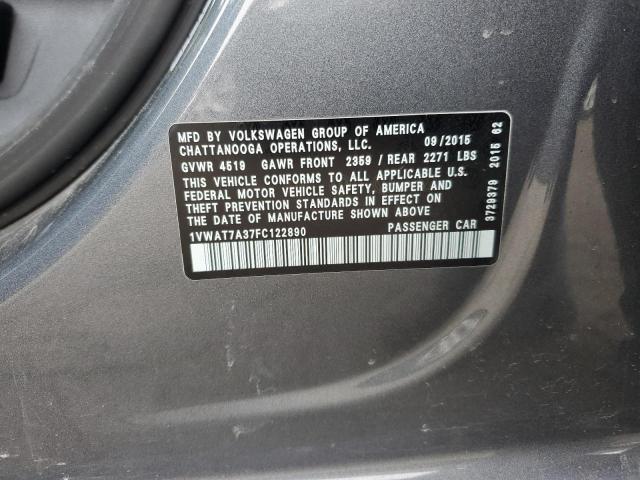 MFD BY VOLKSWAGEN GROUP OF AMERICA
CHATTANOOGA OPERATIONS, LLC. 09/2015
GVWR 4519 GAWR FRONT 2359 / REAR 2271 LBS
THIS VEHICLE CONFORMS TO ALL APPLICABLE U.S.
FEDERAL MOTOR VEHICLE SAFETY, BUMPER AND
THEFT PREVENTION STANDARDS IN EFFECT ON
THE DATE OF MANUFACTURE SHOWN ABOVE
1VWAT7A37FC122890 PASSENGER CAR
3729379 2015 62